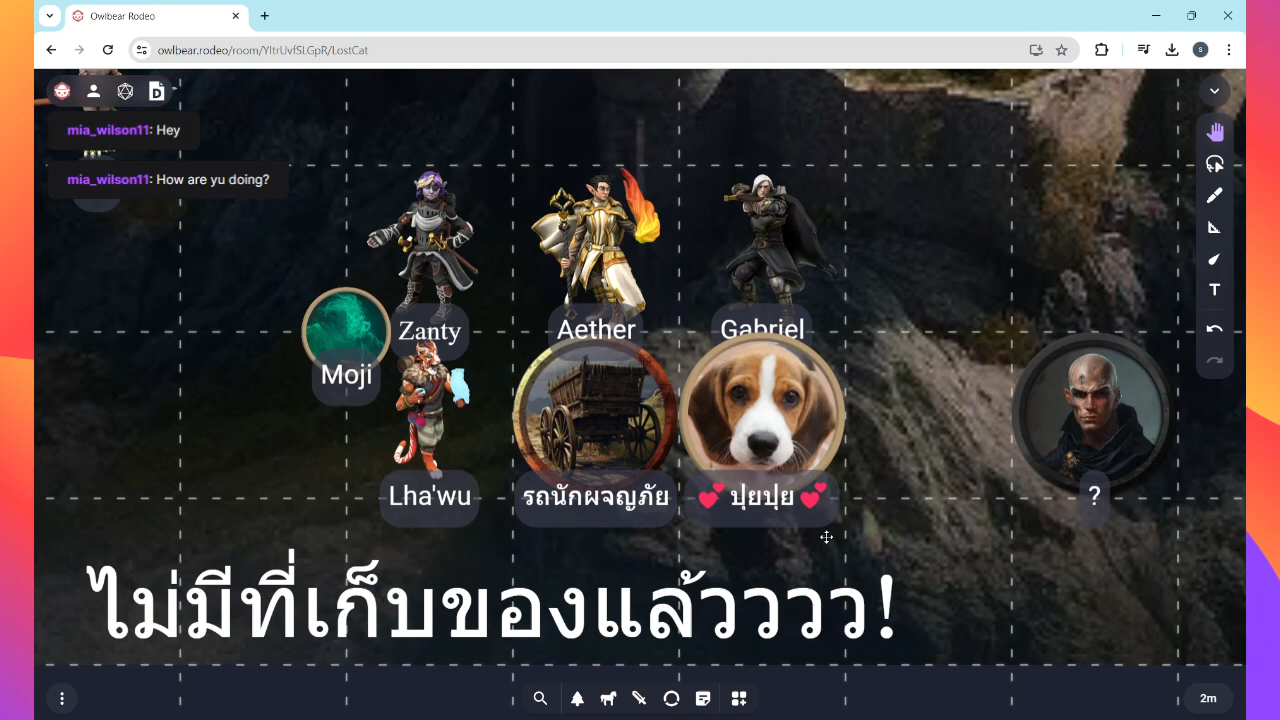 Owlbear Rodeo
owlbear.rodeo/room/YItrUvfSLGpR/LostCat
mia_wilson11: Hey
mia_wilson11: How are yu doing?
Zanty
Aether
Gabriel
Moji
Lha'wu
รถนักผจญภัย
💕 ปุยปุย 💕
?
ไม่มีที่เก็บของแล้วววว!
2m